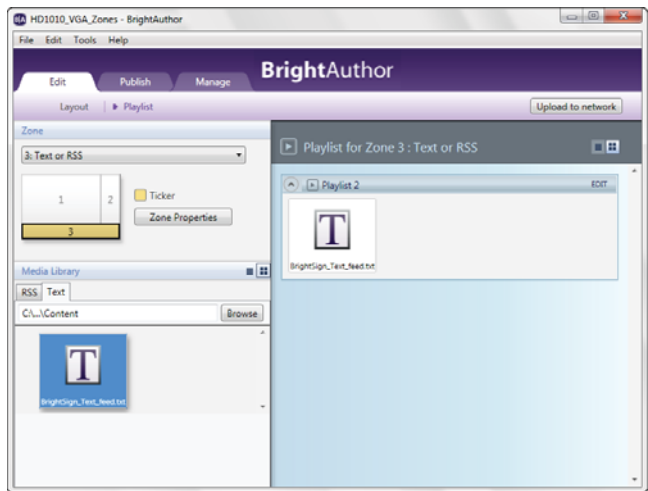 HD1010_VGA_Zones - BrightAuthor
File Edit Tools Help
BrightAuthor
Edit Publish Manage
Layout Playlist Upload to network
Zone
3: Text or RSS
1 2 3
Ticker
Zone Properties
Media Library
RSS Text
C:\...\Content Browse
T
BrightSign_Text_feed.txt
Playlist for Zone 3 : Text or RSS
Playlist 2 EDIT
T
BrightSign_Text_feed.txt